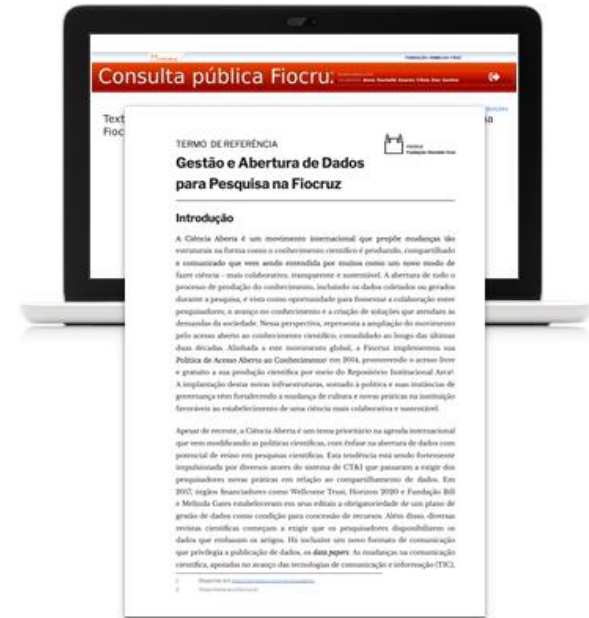 Consulta pública Fiocru:
Text
Fioc
TERMO DE REFERÊNCIA
Gestão e Abertura de Dados
para Pesquisa na Fiocruz
FIOCRUZ
Fundação Oswaldo Cruz
Introdução
A Ciência Aberta é um movimento internacional que propõe mudanças tão
estruturais na forma como o conhecimento científico é produzido, compartilhado
e comunicado que vem sendo entendida por muitos como um novo modo de
fazer ciência – mais colaborativo, transparente e sustentável. A abertura de todo o
processo de produção do conhecimento, incluindo os dados coletados ou gerados
durante a pesquisa, é vista como oportunidade para fomentar a colaboração entre
pesquisadores, o avanço no conhecimento e a criação de soluções que atendam às
demandas da sociedade. Nessa perspectiva, representa a ampliação do movimento
pelo acesso aberto ao conhecimento científico, consolidado ao longo das últimas
duas décadas. Alinhada a este movimento global, a Fiocruz implementou sua
Política de Acesso Aberto ao Conhecimento¹ em 2014, promovendo o acesso livre
e gratuito a sua produção científica por meio do Repositório Institucional Arca².
A implantação destas novas infraestruturas, somado à política e suas instâncias de
governança vêm fortalecendo a mudança de cultura e novas práticas na instituição
favoráveis ao estabelecimento de uma ciência mais colaborativa e sustentável.
Apesar de recente, a Ciência Aberta é um tema prioritário na agenda internacional
que vem modificando as políticas científicas, com ênfase na abertura de dados com
potencial de reúso em pesquisas científicas. Esta tendência está sendo fortemente
impulsionada por diversos atores do sistema de CT&I que passaram a exigir dos
pesquisadores novas práticas em relação ao compartilhamento de dados. Em
2017, órgãos financiadores como Wellcome Trust, Horizon 2020 e Fundação Bill
e Melinda Gates estabeleceram em seus editais a obrigatoriedade de um plano de
gestão de dados como condição para concessão de recursos. Além disso, diversas
revistas científicas começam a exigir que os pesquisadores disponibilizem os
dados que embasam os artigos. Há inclusive um novo formato de comunicação
que privilegia a publicação de dados, os data papers. As mudanças na comunicação
científica, apoiadas no avanço das tecnologias de comunicação e informação (TIC),